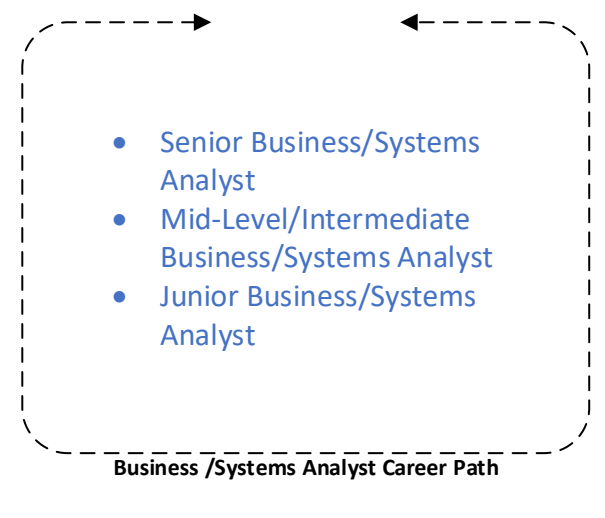 • Senior Business/Systems
Analyst
• Mid-Level/Intermediate
Business/Systems Analyst
• Junior Business/Systems
Analyst
Business /Systems Analyst Career Path